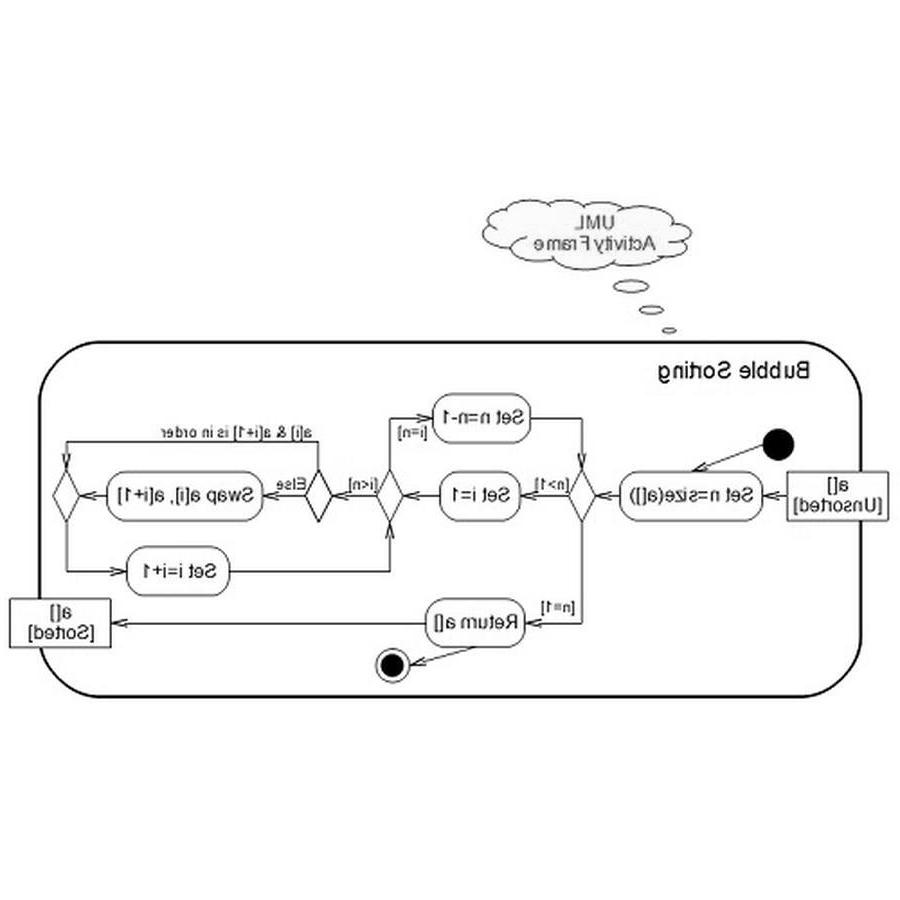 UML
Activity Frame
Bubble Sorting
a[]
[Unsorted]
Set n-size(a[])
[n>1]
Set n=n-1
[i=n]
Set i=1
[i<n]
a[i] & a[i+1] is in order
Else
Swap a[i], a[i+1]
Set i=i+1
[n=1]
Return a[]
a[]
[Sorted]